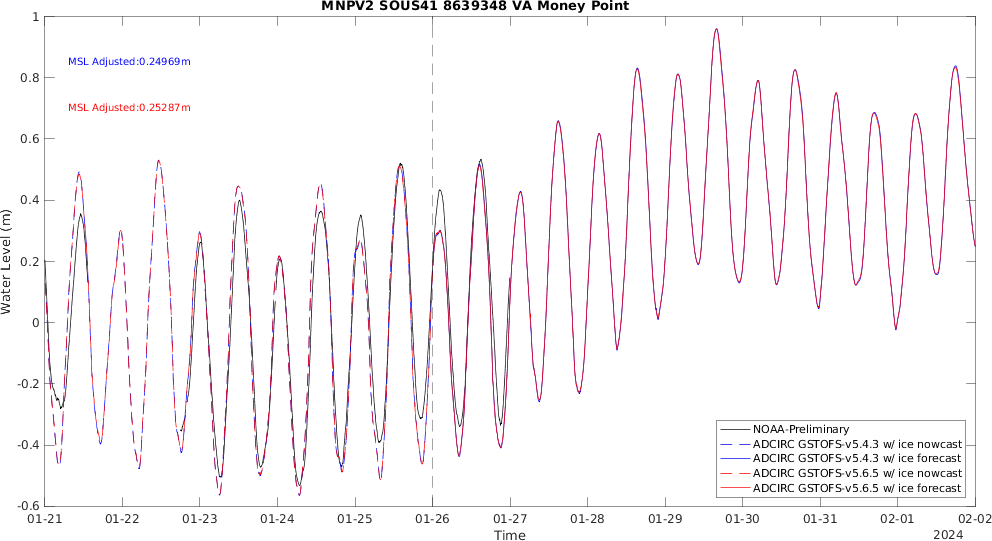 MNPV2 SOUS41 8639348 VA Money Point
MSL Adjusted:0.24969m
MSL Adjusted:0.25287m
Water Level (m)
1
0.8
0.6
0.4
0.2
0
-0.2
-0.4
-0.6
NOAA-Preliminary
ADCIRC GSTOFS-v5.4.3 w/ ice nowcast
ADCIRC GSTOFS-v5.4.3 w/ ice forecast
ADCIRC GSTOFS-v5.6.5 w/ ice nowcast
ADCIRC GSTOFS-v5.6.5 w/ ice forecast
01-21 01-22 01-23 01-24 01-25 01-26 01-27 01-28 01-29 01-30 01-31 02-01 02-02
Time
2024